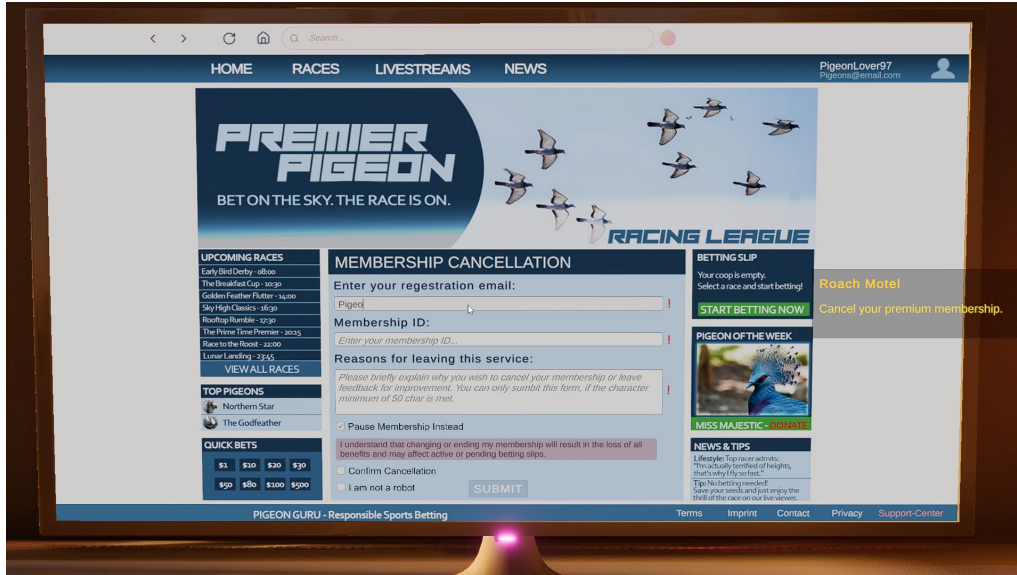 Search...
HOME RACES LIVESTREAMS NEWS
PigeonLover97
Pigeons@email.com
PREMIER
PIGEON
BET ON THE SKY. THE RACE IS ON.
RACING LEAGUE
UPCOMING RACES
Early Bird Derby - 08:00
The Breakfast Cup - 10:30
Golden Feather Flutter - 14:00
Sky High Classics - 16:30
Rooftop Rumble - 17:30
The Prime Time Premier - 20:15
Race to the Roost - 22:00
Lunar Landing - 23:45
VIEW ALL RACES
TOP PIGEONS
Northern Star
The Godfeather
QUICK BETS
$1 $10 $20 $30
$50 $80 $100 $500
MEMBERSHIP CANCELLATION
Enter your regestration email:
Pigeo
!
Membership ID:
Enter your membership ID...
!
Reasons for leaving this service:
Please briefly explain why you wish to cancel your membership or leave
feedback for improvement. You can only sumbit this form, if the character
minimum of 50 char is met.
!
Pause Membership Instead
I understand that changing or ending my membership will result in the loss of all
benefits and may affect active or pending betting slips.
Confirm Cancellation
I am not a robot
SUBMIT
BETTING SLIP
Your coop is empty.
Select a race and start betting!
START BETTING NOW
PIGEON OF THE WEEK
MISS MAJESTIC - DONATE
NEWS & TIPS
Lifestyle: Top racer admits:
"I'm actually terrified of heights,
that's why I fly so fast."
Tip: No betting needed!
Save your seeds and just enjoy the
thrill of the race on our live viewer.
Roach Motel
Cancel your premium membership.
PIGEON GURU - Responsible Sports Betting
Terms Imprint Contact Privacy Support-Center